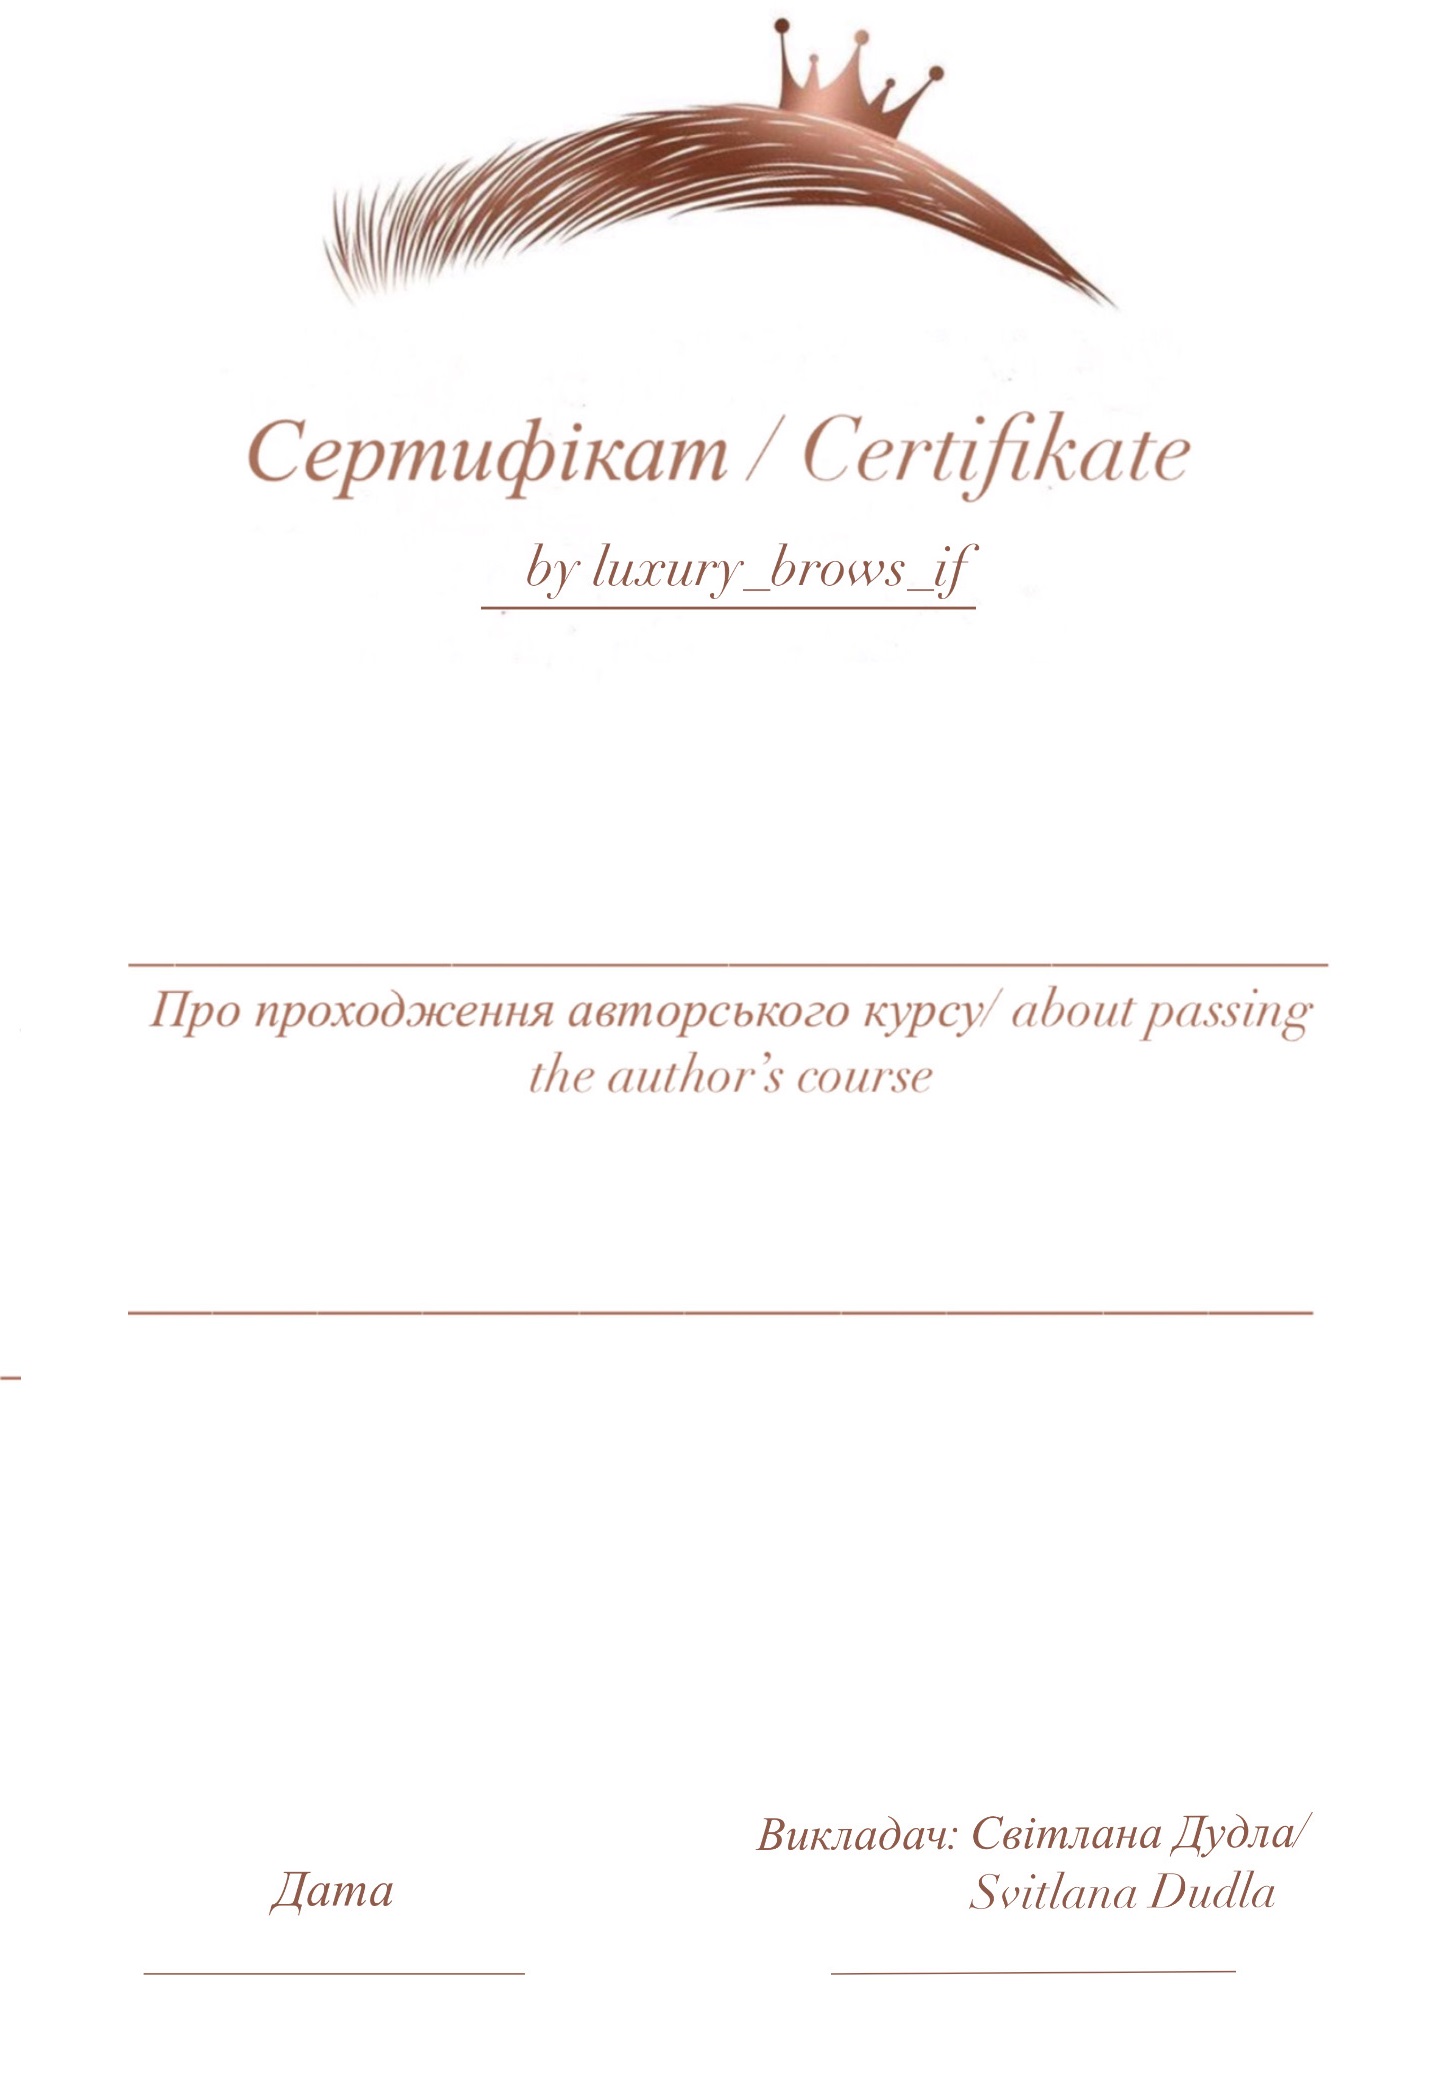 Сертифікат / Certifikate
by luxury_brows_if
Про проходження авторського курсу/ about passing
the author’s course
Викладач: Світлана Дудла/
Svitlana Dudla
Дата